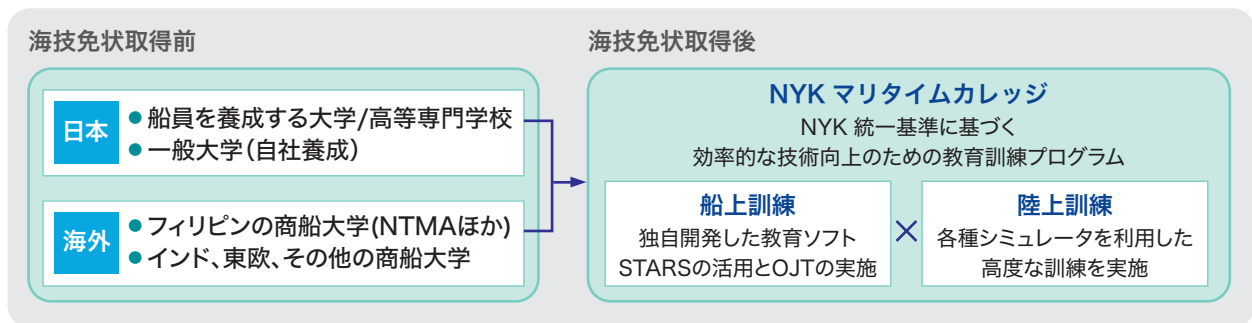 海技免状取得前
日本
●船員を養成する大学/高等専門学校
●一般大学(自社養成)
海外
●フィリピンの商船大学(NTMAほか)
●インド、東欧、その他の商船大学
海技免状取得後
NYK マリタイムカレッジ
NYK 統一基準に基づく
効率的な技術向上のための教育訓練プログラム
船上訓練
独自開発した教育ソフト
STARSの活用とOJTの実施
×
陸上訓練
各種シミュレータを利用した
高度な訓練を実施